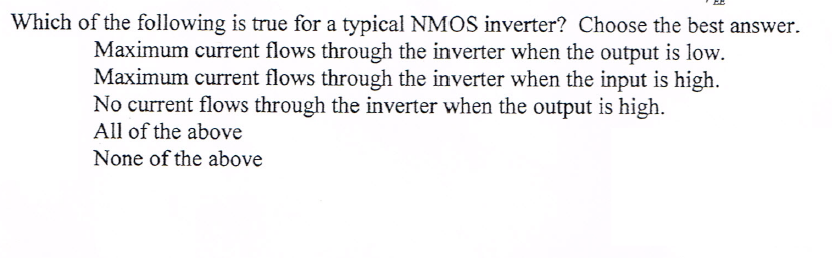 Which of the following is true for a typical NMOS inverter? Choose the best answer.
Maximum current flows through the inverter when the output is low.
Maximum current flows through the inverter when the input is high.
No current flows through the inverter when the output is high.
All of the above
None of the above